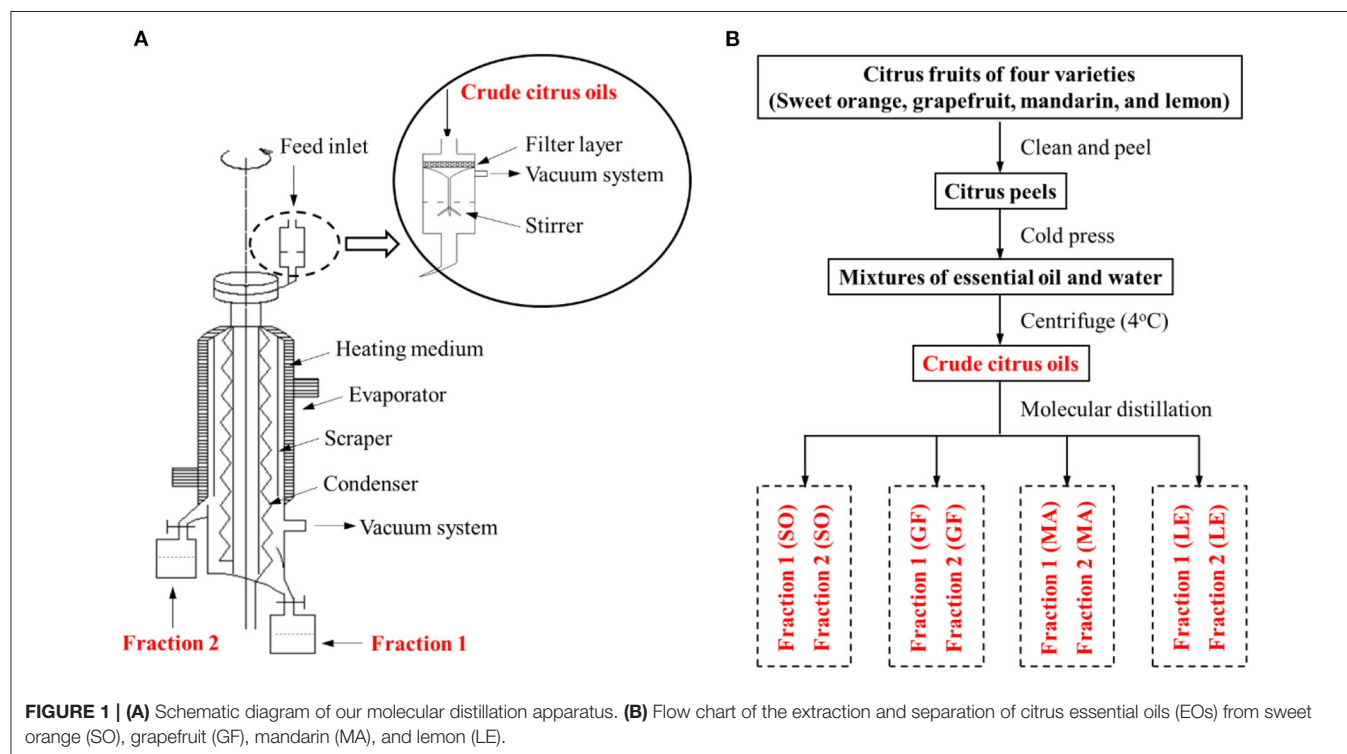 A
Crude citrus oils
Feed inlet
Filter layer
Vacuum system
Stirrer
Heating medium
Evaporator
Scraper
Condenser
Vacuum system
Fraction 2
Fraction 1
B
Citrus fruits of four varieties
(Sweet orange, grapefruit, mandarin, and lemon)
Clean and peel
Citrus peels
Cold press
Mixtures of essential oil and water
Centrifuge (4°C)
Crude citrus oils
Molecular distillation
Fraction 1 (SO)
Fraction 2 (SO)
Fraction 1 (GF)
Fraction 2 (GF)
Fraction 1 (MA)
Fraction 2 (MA)
Fraction 1 (LE)
Fraction 2 (LE)
FIGURE 1 | (A) Schematic diagram of our molecular distillation apparatus. (B) Flow chart of the extraction and separation of citrus essential oils (EOs) from sweet
orange (SO), grapefruit (GF), mandarin (MA), and lemon (LE).